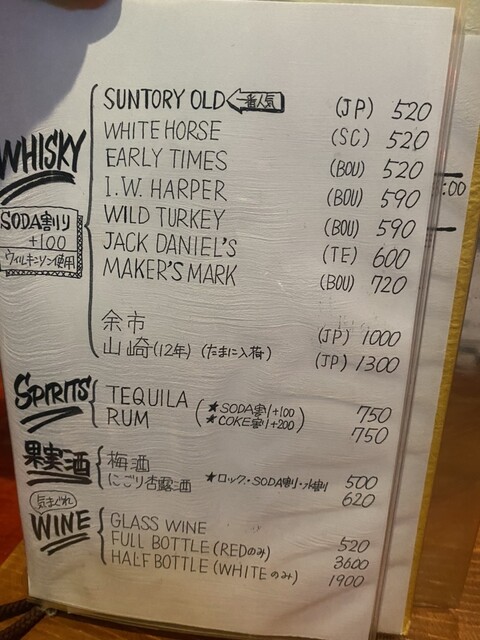 WHISKY
SODA割り
+100
ウィルキンソン使用
SUNTORY OLD 一番人気 (JP) 520
WHITE HORSE (SC) 520
EARLY TIMES (BOU) 520
I.W. HARPER (BOU) 590
WILD TURKEY (BOU) 590
JACK DANIEL'S (TE) 600
MAKER'S MARK (BOU) 720
余市 (JP) 1000
山崎(12年) (たまに入荷) (JP) 1300
SPIRITS
TEQUILA ★SODA割り+100 750
RUM ★COKE割り+200 750
果実酒
梅酒 ★ロック・SODA割・水割 500
にごり杏露酒 620
気まぐれ
WINE
GLASS WINE 520
FULL BOTTLE (REDのみ) 3600
HALF BOTTLE (WHITEのみ) 1900
:00